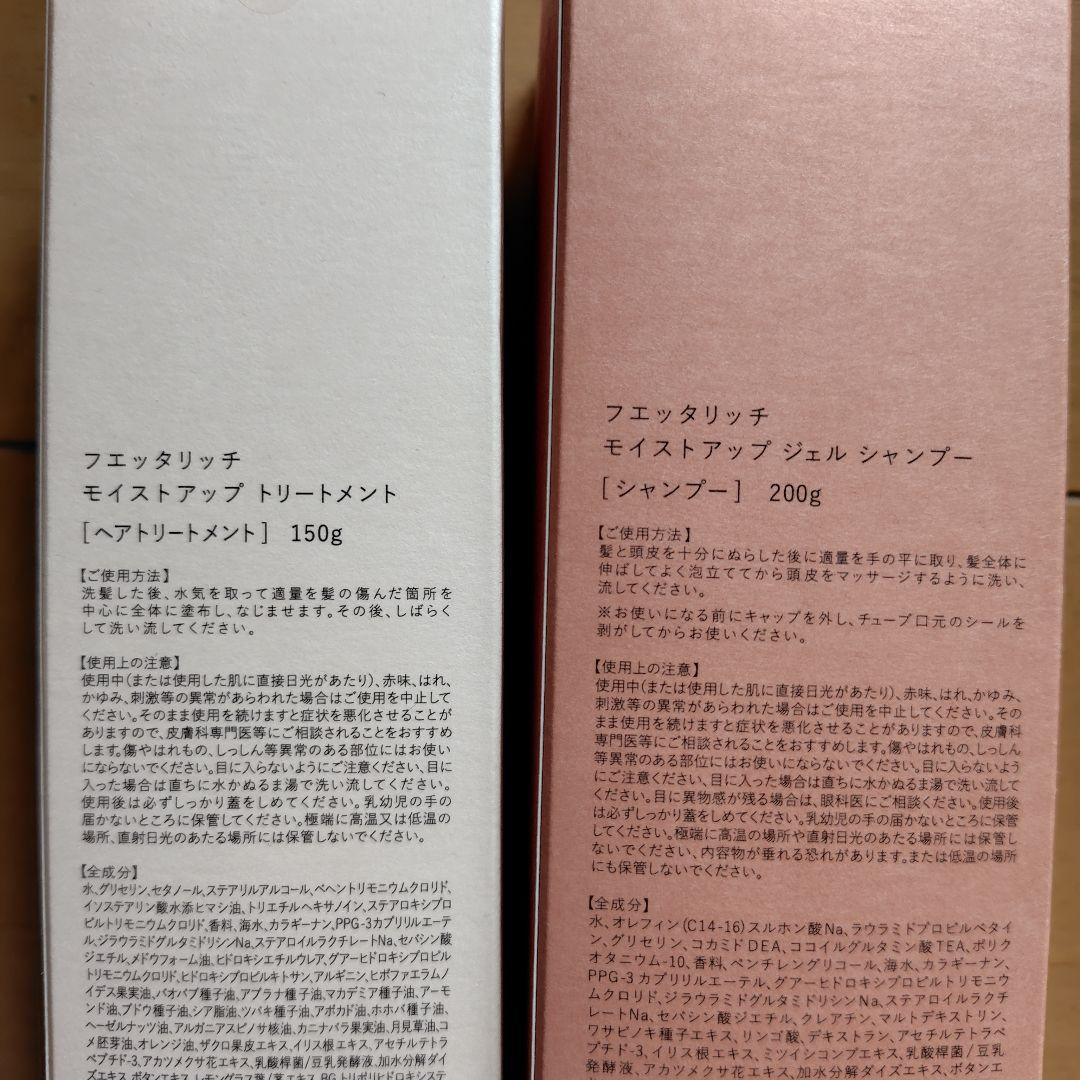 フエッタリッチ
モイストアップ トリートメント
[ヘアトリートメント] 150g
【ご使用方法】
洗髪した後、水気を取って適量を髪の傷んだ箇所を
中心に全体に塗布し、なじませます。その後、しばらく
して洗い流してください。
【使用上の注意】
使用中(または使用した肌に直接日光があたり)、赤味、はれ、
かゆみ、刺激等の異常があらわれた場合はご使用を中止して
ください。そのまま使用を続けますと症状を悪化させることが
ありますので、皮膚科専門医等にご相談されることをおすすめ
します。傷やはれもの、しっしん等異常のある部位にはお使い
にならないでください。目に入らないようにご注意ください、目に
入った場合は直ちに水かぬるま湯で洗い流してください。
使用後は必ずしっかり蓋をしめてください。乳幼児の手の
届かないところに保管してください。極端に高温又は低温の
場所、直射日光のあたる場所には保管しないでください。
【全成分】
水、グリセリン、セタノール、ステアリルアルコール、ベヘントリモニウムクロリド、
イソステアリン酸水添ヒマシ油、トリエチルヘキサノイン、ステアロキシプロ
ピルトリモニウムクロリド、香料、海水、カラギーナン、PPG-3カプリリルエーテ
ル、ジラウラミドグルタミドリシンNa、ステアロイルラクチレートNa、セバシン酸
ジエチル、メドウフォーム油、ヒドロキシエチルウレア、グアーヒドロキシプロピル
トリモニウムクロリド、ヒドロキシプロピルキトサン、アルギニン、ヒポファエラムノ
イデス果実油、バオバブ種子油、アブラナ種子油、マカデミア種子油、アーモ
ンド油、ブドウ種子油、シア脂油、ツバキ種子油、アボカド油、ホホバ種子油、
ヘーゼルナッツ油、アルガニアスピノサ核油、カニナバラ果実油、月見草油、コ
メ胚芽油、オレンジ油、ザクロ果皮エキス、イリス根エキス、アセチルテトラ
ペプチド-3、アカツメクサ花エキス、乳酸桿菌/豆乳発酵液、加水分解ダイ
ズエキス、ボタンエキス、レモングラス葉/茎エキス、BG、トリポリヒドロキシステ
フエッタリッチ
モイストアップ ジェル シャンプー
[シャンプー] 200g
【ご使用方法】
髪と頭皮を十分にぬらした後に適量を手の平に取り、髪全体に
伸ばしてよく泡立ててから頭皮をマッサージするように洗い、
流してください。
※お使いになる前にキャップを外し、チューブ口元のシールを
剥がしてからお使いください。
【使用上の注意】
使用中(または使用した肌に直接日光があたり)、赤味、はれ、かゆみ、
刺激等の異常があらわれた場合はご使用を中止してください。その
まま使用を続けますと症状を悪化させることがありますので、皮膚科
専門医等にご相談されることをおすすめします。傷やはれもの、しっしん
等異常のある部位にはお使いにならないでください。目に入らないよう
にご注意ください、目に入った場合は直ちに水かぬるま湯で洗い流して
ください。目に異物感が残る場合は、眼科医にご相談ください。使用後
は必ずしっかり蓋をしめてください。乳幼児の手の届かないところに保管
してください。極端に高温の場所や直射日光のあたる場所には保管し
ないでください、内容物が垂れる恐れがあります。または低温の場所
にも保管しないでください。
【全成分】
水、オレフィン(C14-16)スルホン酸Na、ラウラミドプロピルベタイ
ン、グリセリン、コカミドDEA、ココイルグルタミン酸TEA、ポリク
オタニウム-10、香料、ペンチレングリコール、海水、カラギーナン、
PPG-3カプリリルエーテル、グアーヒドロキシプロピルトリモニウ
ムクロリド、ジラウラミドグルタミドリシンNa、ステアロイルラクチ
レートNa、セバシン酸ジエチル、クレアチン、マルトデキストリン、
ワサビノキ種子エキス、リンゴ酸、デキストラン、アセチルテトラペ
プチド-3、イリス根エキス、ミツイシコンブエキス、乳酸桿菌/豆乳
発酵液、アカツメクサ花エキス、加水分解ダイズエキス、ボタンエ